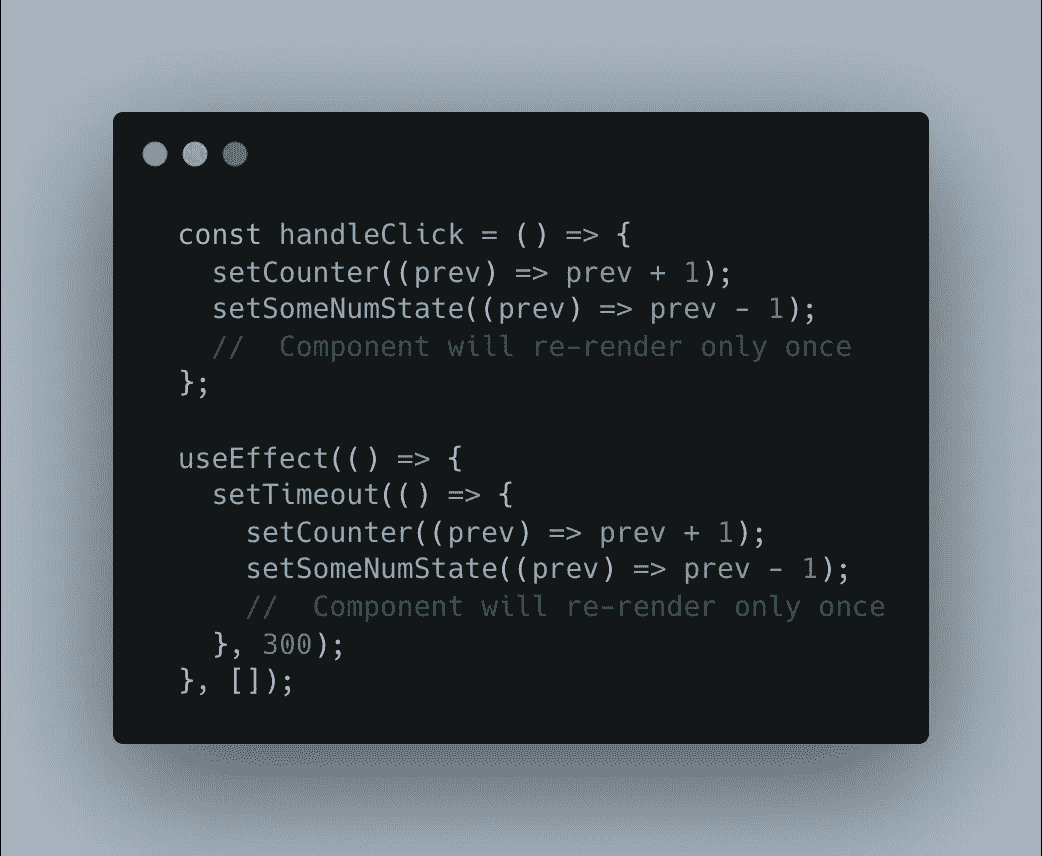 const handleClick = () => {
  setCounter((prev) => prev + 1);
  setSomeNumState((prev) => prev - 1);
  //  Component will re-render only once
};

useEffect(() => {
  setTimeout(() => {
    setCounter((prev) => prev + 1);
    setSomeNumState((prev) => prev - 1);
    //  Component will re-render only once
  }, 300);
}, []);